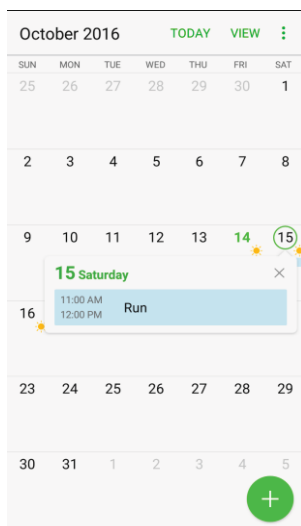 October 2016 TODAY VIEW
SUN MON TUE WED THU FRI SAT
25 26 27 28 29 30 1
2 3 4 5 6 7 8
9 10 11 12 13 14 15
15 Saturday
11:00 AM
12:00 PM
Run
16
23 24 25 26 27 28 29
30 31 1 2 3 4 5